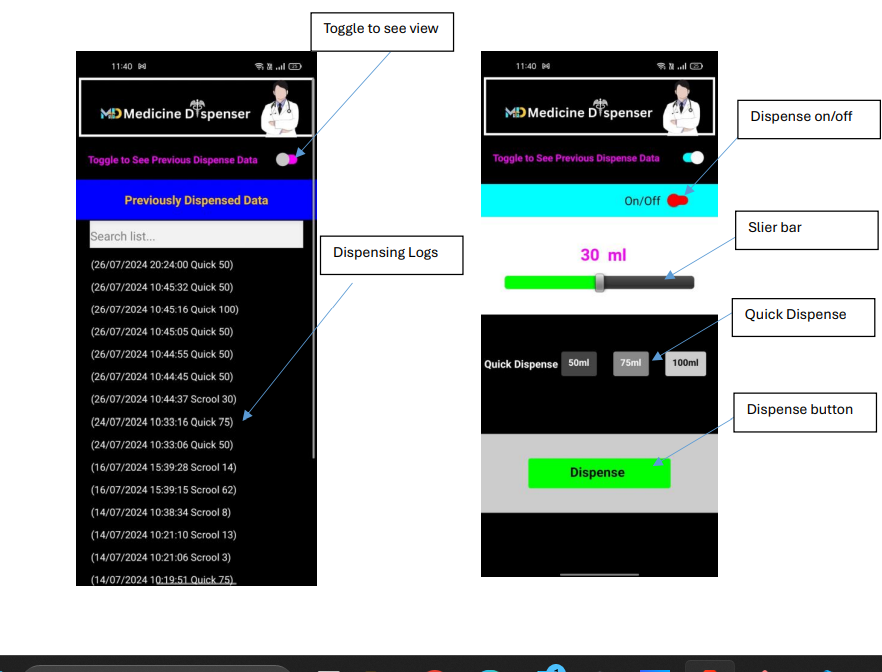 Toggle to see view
11:40
MD Medicine Dispenser
Toggle to See Previous Dispense Data
Previously Dispensed Data
Search list...
(26/07/2024 20:24:00 Quick 50)
(26/07/2024 10:45:32 Quick 50)
(26/07/2024 10:45:16 Quick 100)
(26/07/2024 10:45:05 Quick 50)
(26/07/2024 10:44:55 Quick 50)
(26/07/2024 10:44:45 Quick 50)
(26/07/2024 10:44:37 Scrool 30)
(24/07/2024 10:33:16 Quick 75)
(24/07/2024 10:33:06 Quick 50)
(16/07/2024 15:39:28 Scrool 14)
(16/07/2024 15:39:15 Scrool 62)
(14/07/2024 10:38:34 Scrool 8)
(14/07/2024 10:21:10 Scrool 13)
(14/07/2024 10:21:06 Scrool 3)
(14/07/2024 10:19:51 Quick 75)
Dispensing Logs
11:40
MD Medicine Dispenser
Toggle to See Previous Dispense Data
On/Off
30 ml
Quick Dispense 50ml 75ml 100ml
Dispense
Dispense on/off
Slier bar
Quick Dispense
Dispense button